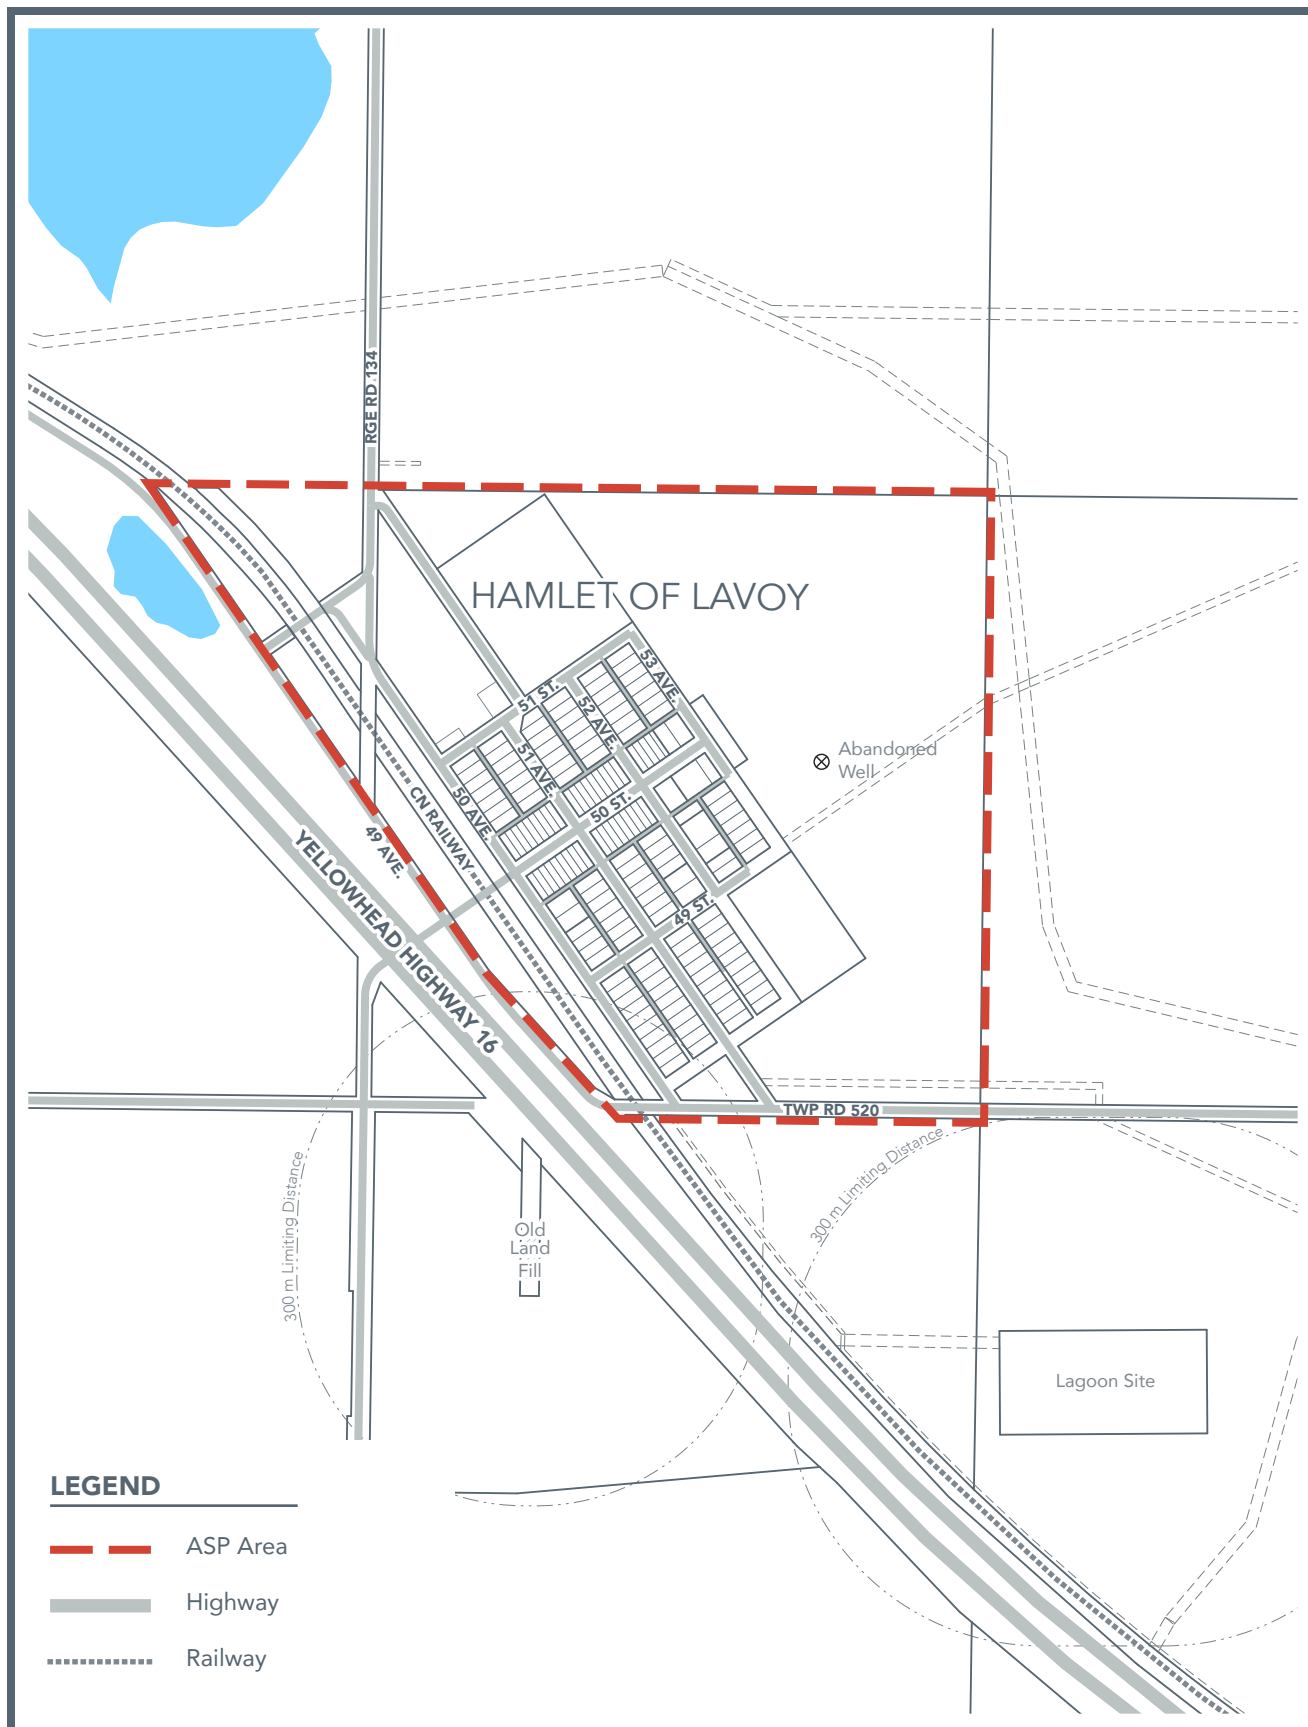 RGE RD 134
HAMLET OF LAVOY
53 AVE.
51 ST.
52 AVE.
51 AVE.
Abandoned
Well
50 AVE.
50 ST.
CN RAILWAY
49 AVE.
YELLOWHEAD HIGHWAY 16
49 ST.
TWP RD 520
300 m Limiting Distance
300 m Limiting Distance
Old
Land
Fill
Lagoon Site
LEGEND
ASP Area
Highway
Railway